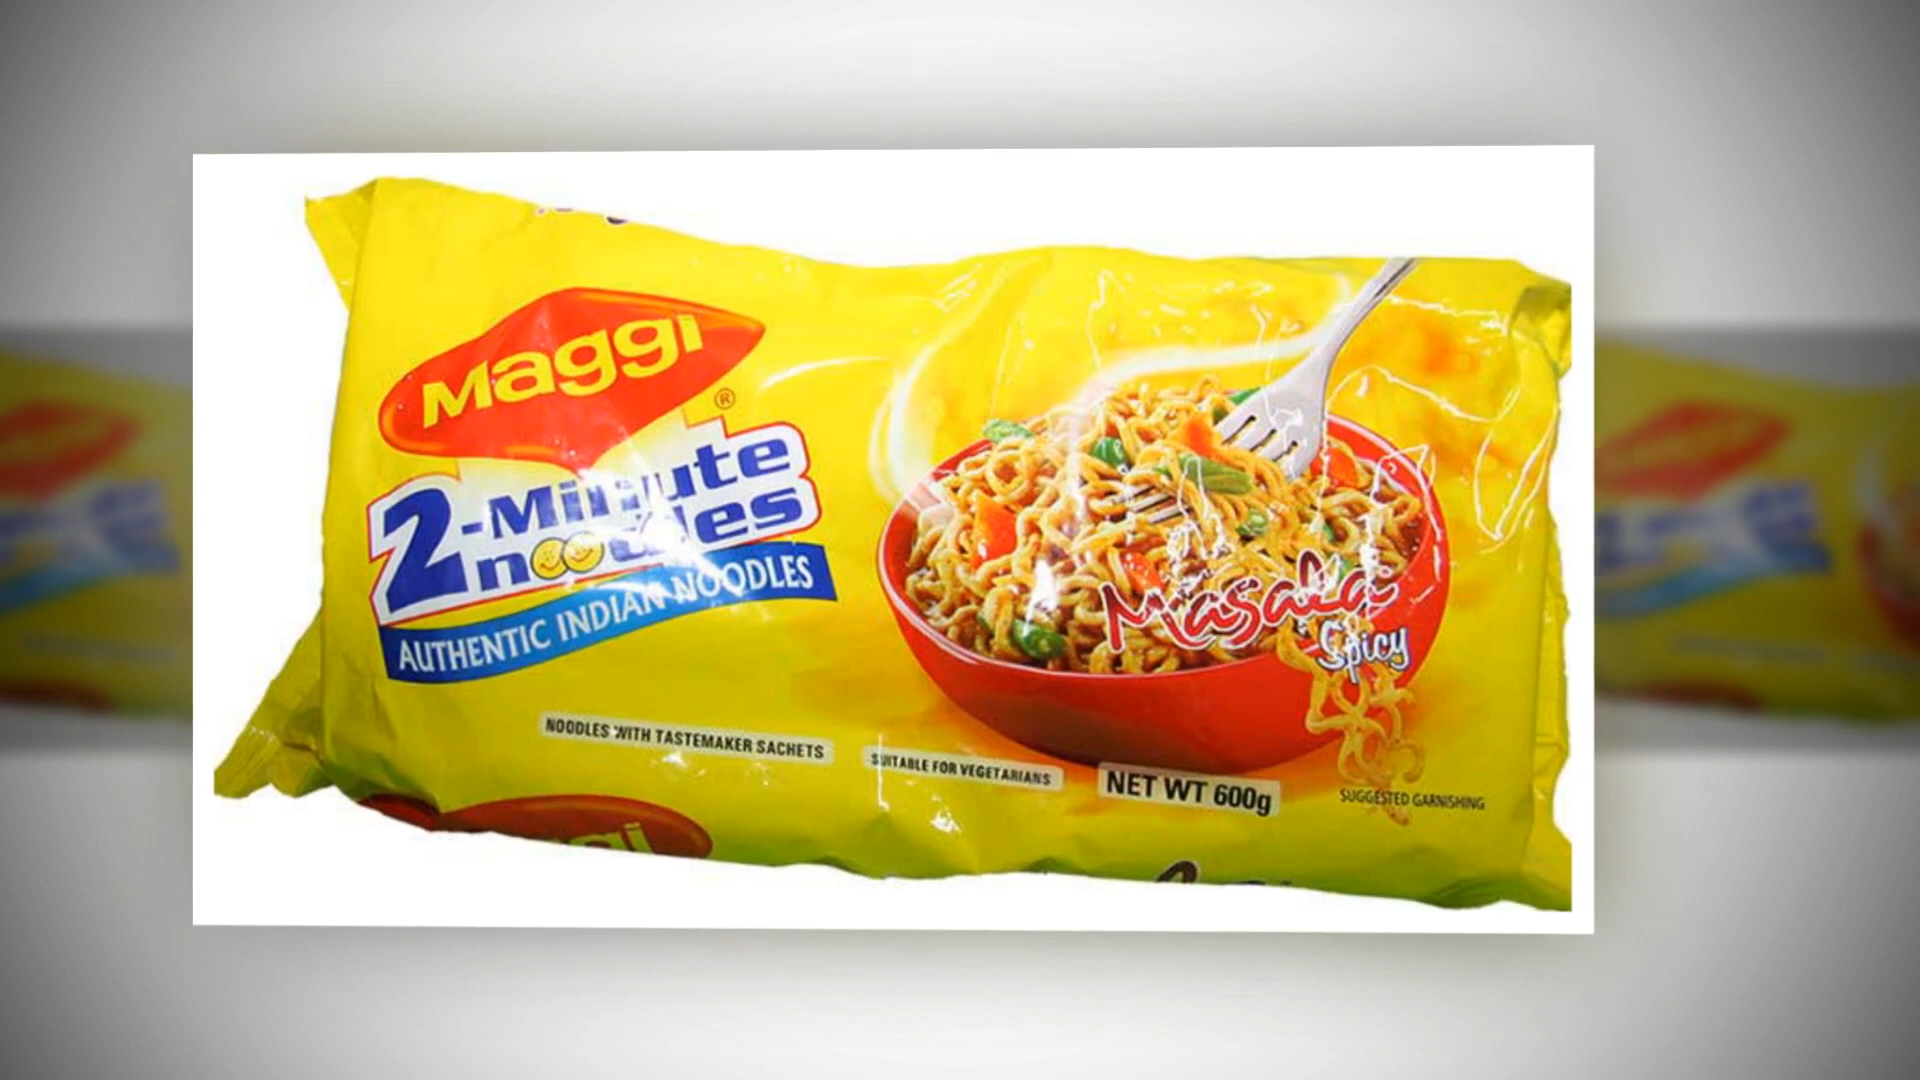 Maggi
®
2-Minute
noodles
AUTHENTIC INDIAN NOODLES
Masala
Spicy
NOODLES WITH TASTEMAKER SACHETS
SUITABLE FOR VEGETARIANS
NET WT 600g
SUGGESTED GARNISHING